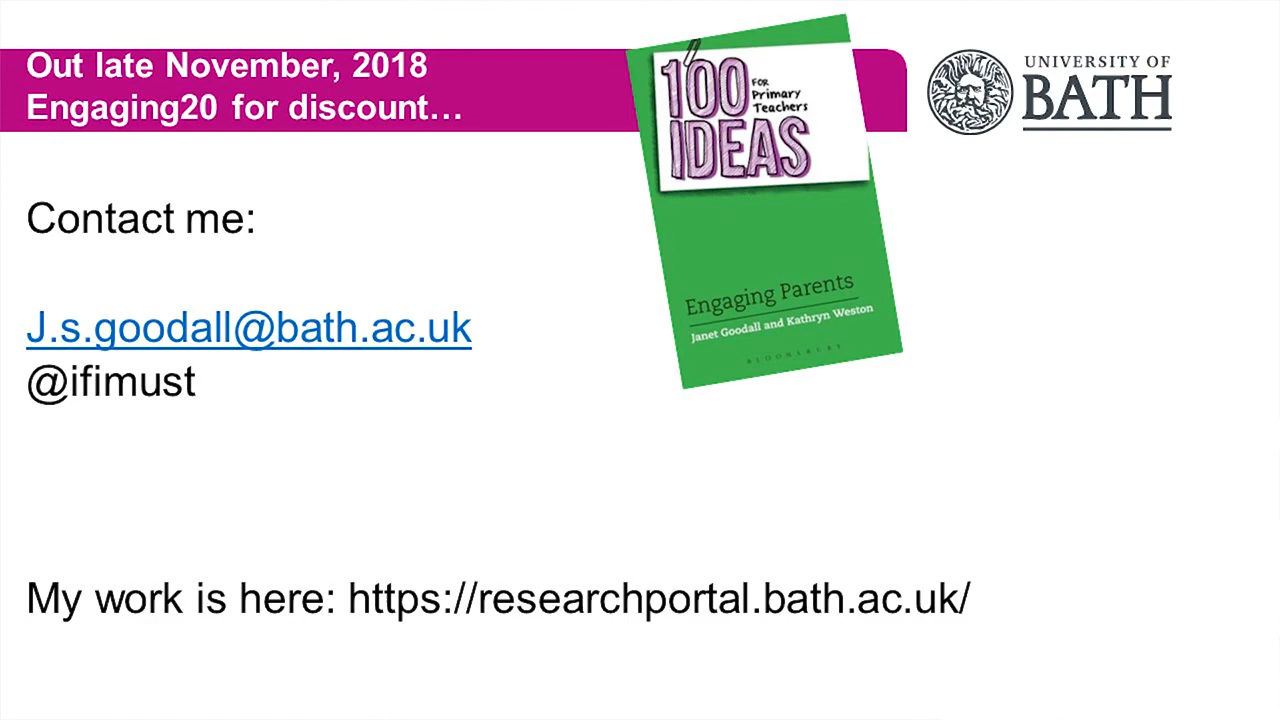 Out late November, 2018
Engaging20 for discount…
100 FOR
Primary
Teachers
IDEAS
Engaging Parents
Janet Goodall and Kathryn Weston
BLOOMSBURY
UNIVERSITY OF
BATH
Contact me:
J.s.goodall@bath.ac.uk
@ifimust
My work is here: https://researchportal.bath.ac.uk/